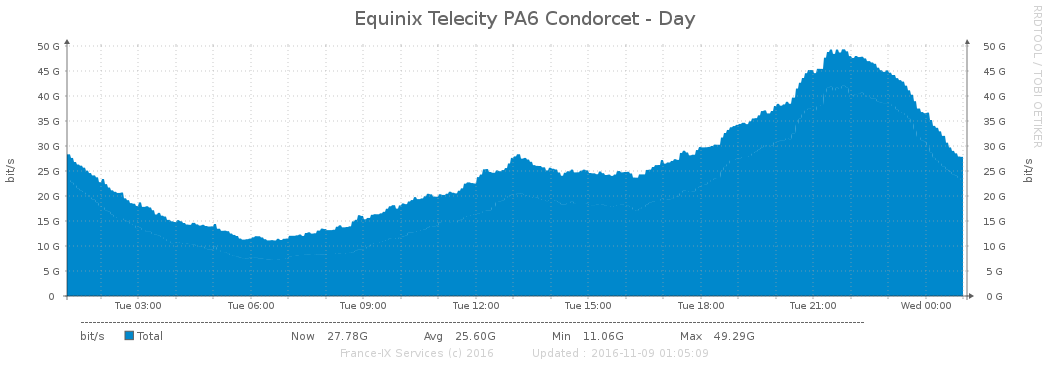 Equinix Telecity PA6 Condorcet - Day
RRDTOOL / TOBI OETIKER
bit/s
50 G 50 G
45 G 45 G
40 G 40 G
35 G 35 G
30 G 30 G
25 G 25 G
20 G 20 G
15 G 15 G
10 G 10 G
5 G 5 G
0 0 G
bit/s
Tue 03:00 Tue 06:00 Tue 09:00 Tue 12:00 Tue 15:00 Tue 18:00 Tue 21:00 Wed 00:00
bit/s Total Now 27.78G Avg 25.60G Min 11.06G Max 49.29G
France-IX Services (c) 2016 Updated : 2016-11-09 01:05:09